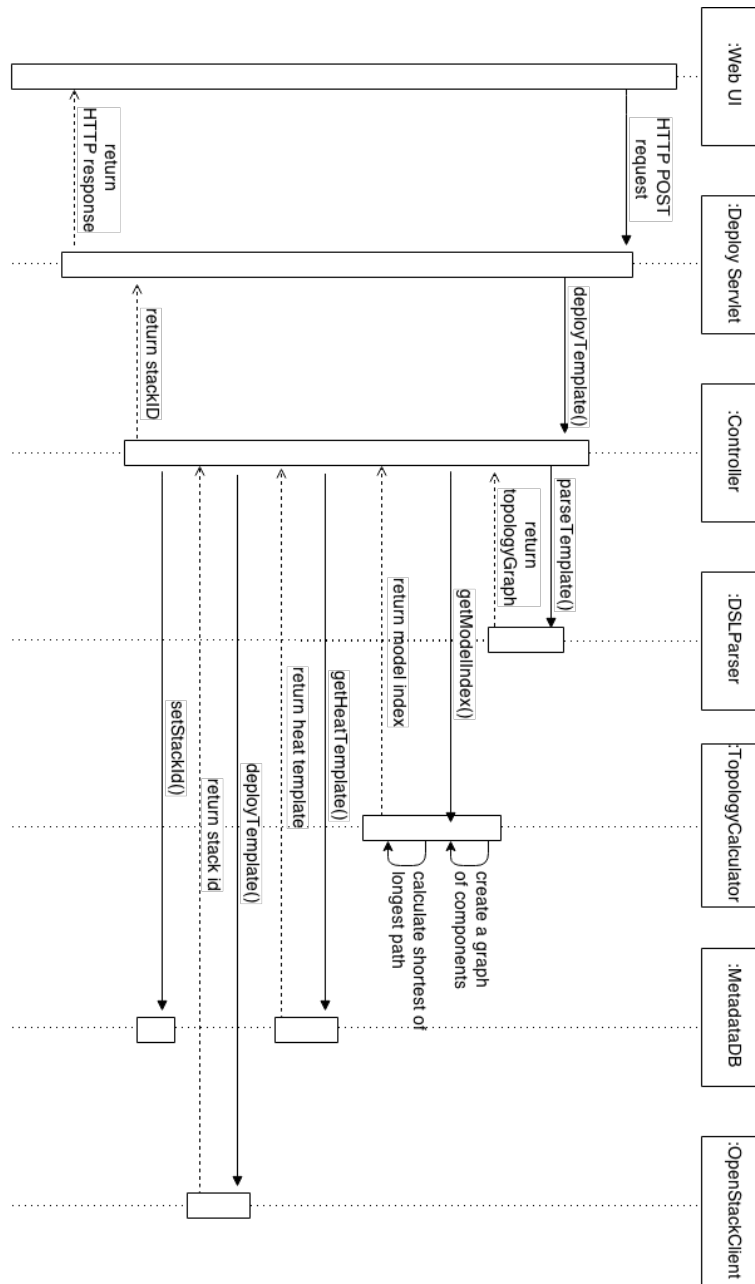 :Web UI
:Deploy Servlet
:Controller
:DSLParser
:TopologyCalculator
:MetadataDB
:OpenStackClient
HTTP POST
request
deployTemplate()
parseTemplate()
return
topologyGraph
getModelIndex()
create a graph
of components
calculate shortest of
longest path
return model index
getHeatTemplate()
return heat template
deployTemplate()
return stack id
setStackId()
return stackID
return
HTTP response